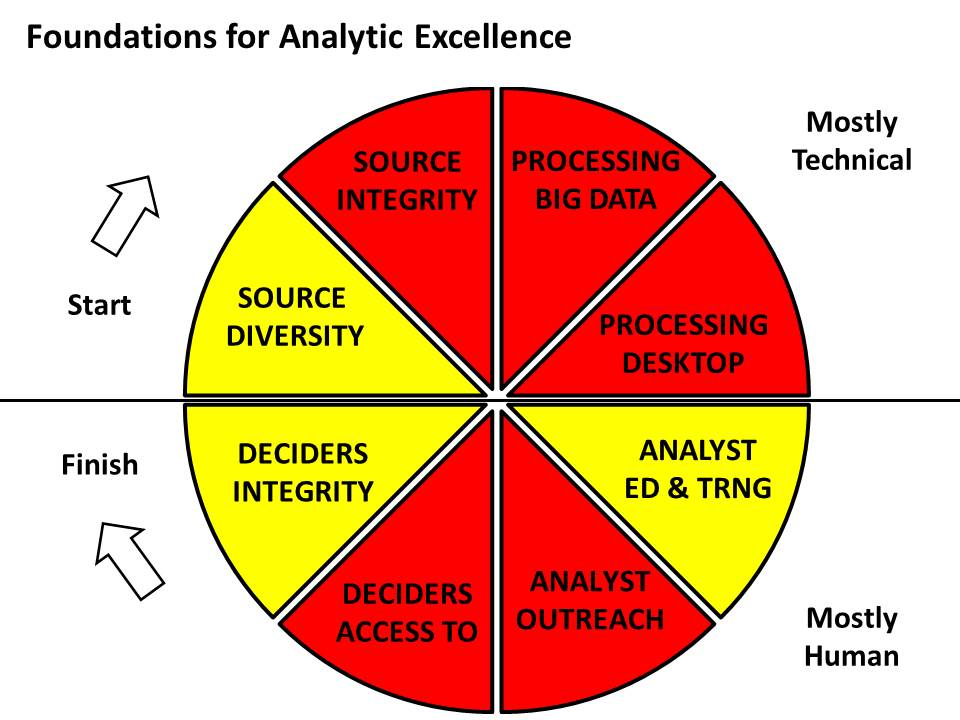 Foundations for Analytic Excellence
Mostly
Technical
SOURCE
INTEGRITY
PROCESSING
BIG DATA
Start
SOURCE
DIVERSITY
PROCESSING
DESKTOP
Finish
DECIDERS
INTEGRITY
ANALYST
ED & TRNG
DECIDERS
ACCESS TO
ANALYST
OUTREACH
Mostly
Human